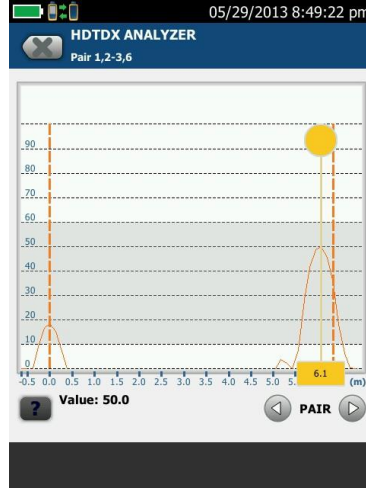 05/29/2013 8:49:22 pm
HDTDX ANALYZER
Pair 1,2-3,6
90
80
70
60
50
40
30
20
10
0
-0.5 0.0 0.5 1.0 1.5 2.0 2.5 3.0 3.5 4.0 4.5 5.0 5. 6.1 (m)
? Value: 50.0 PAIR